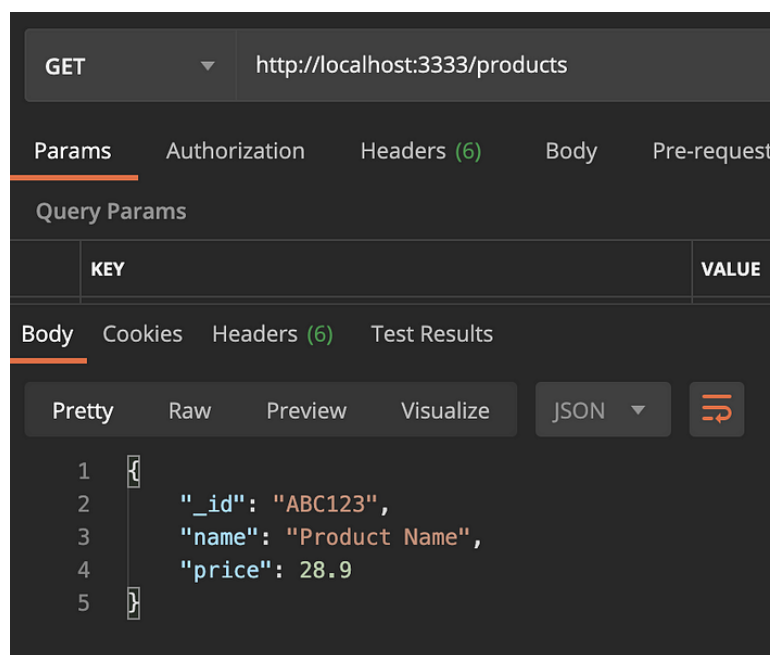 GET http://localhost:3333/products
Params Authorization Headers (6) Body Pre-request
Query Params
KEY VALUE
Body Cookies Headers (6) Test Results
Pretty Raw Preview Visualize JSON
1 {
2 "_id": "ABC123",
3 "name": "Product Name",
4 "price": 28.9
5 }